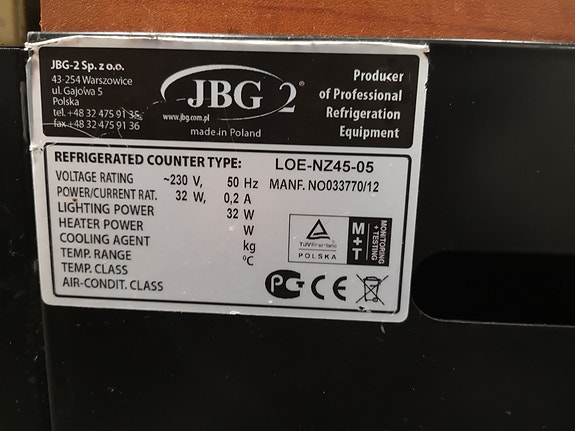 JBG-2 Sp. z o.o.
43-254 Warszowice
ul. Gajowa 5
Polska
tel. +48 32 475 91 35
fax +48 32 475 91 36
JBG 2®
www.jbg.com.pl
made in Poland
Producer
of Professional
Refrigeration
Equipment
REFRIGERATED COUNTER TYPE: LOE-NZ45-05
VOLTAGE RATING ~230 V, 50 Hz MANF. NO033770/12
POWER/CURRENT RAT. 32 W, 0,2 A
LIGHTING POWER 32 W
HEATER POWER W
COOLING AGENT kg
TEMP. RANGE °C
TEMP. CLASS
AIR-CONDIT. CLASS
TÜV Rheinland
POLSKA
M+T
MONITORING
+ TESTING
PC CE